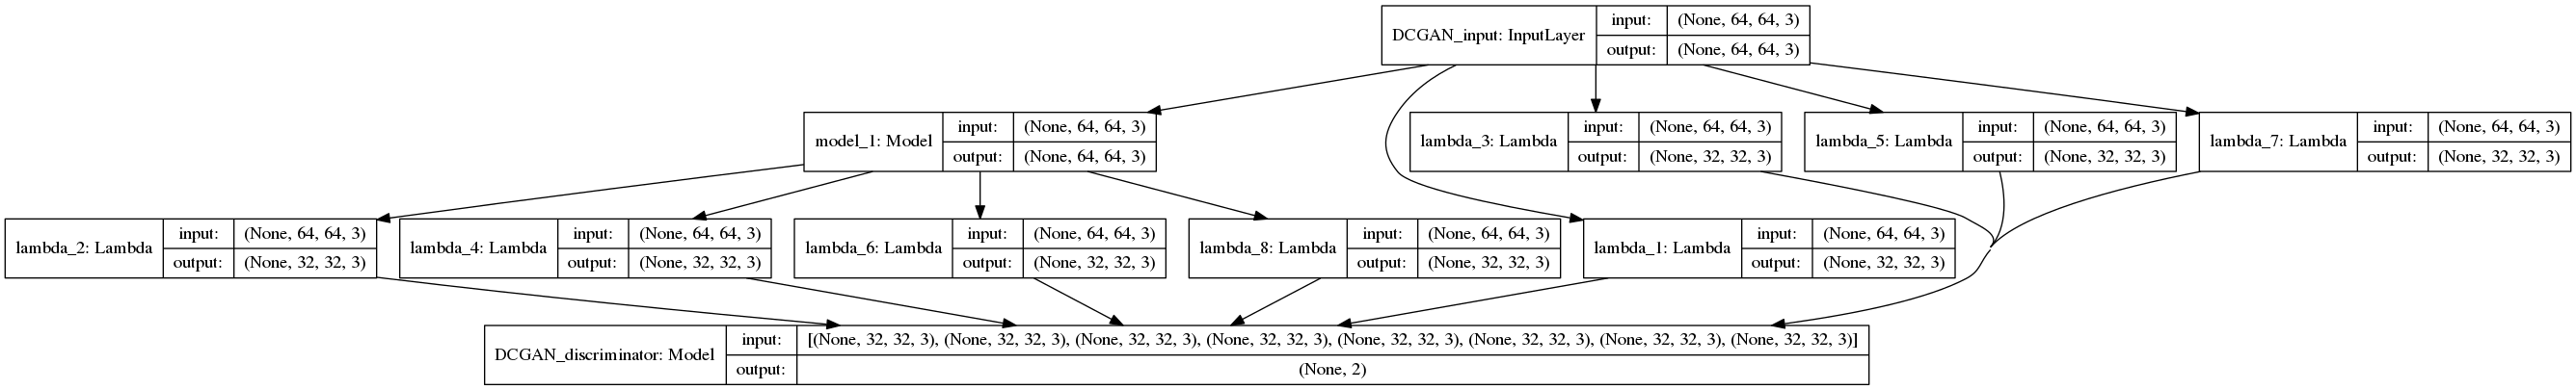 DCGAN_input: InputLayer
input:
(None, 64, 64, 3)
output:
(None, 64, 64, 3)
model_1: Model
input:
(None, 64, 64, 3)
output:
(None, 64, 64, 3)
lambda_3: Lambda
input:
(None, 64, 64, 3)
output:
(None, 32, 32, 3)
lambda_5: Lambda
input:
(None, 64, 64, 3)
output:
(None, 32, 32, 3)
lambda_7: Lambda
input:
(None, 64, 64, 3)
output:
(None, 32, 32, 3)
lambda_2: Lambda
input:
(None, 64, 64, 3)
output:
(None, 32, 32, 3)
lambda_4: Lambda
input:
(None, 64, 64, 3)
output:
(None, 32, 32, 3)
lambda_6: Lambda
input:
(None, 64, 64, 3)
output:
(None, 32, 32, 3)
lambda_8: Lambda
input:
(None, 64, 64, 3)
output:
(None, 32, 32, 3)
lambda_1: Lambda
input:
(None, 64, 64, 3)
output:
(None, 32, 32, 3)
DCGAN_discriminator: Model
input:
[(None, 32, 32, 3), (None, 32, 32, 3), (None, 32, 32, 3), (None, 32, 32, 3), (None, 32, 32, 3), (None, 32, 32, 3), (None, 32, 32, 3), (None, 32, 32, 3)]
output:
(None, 2)